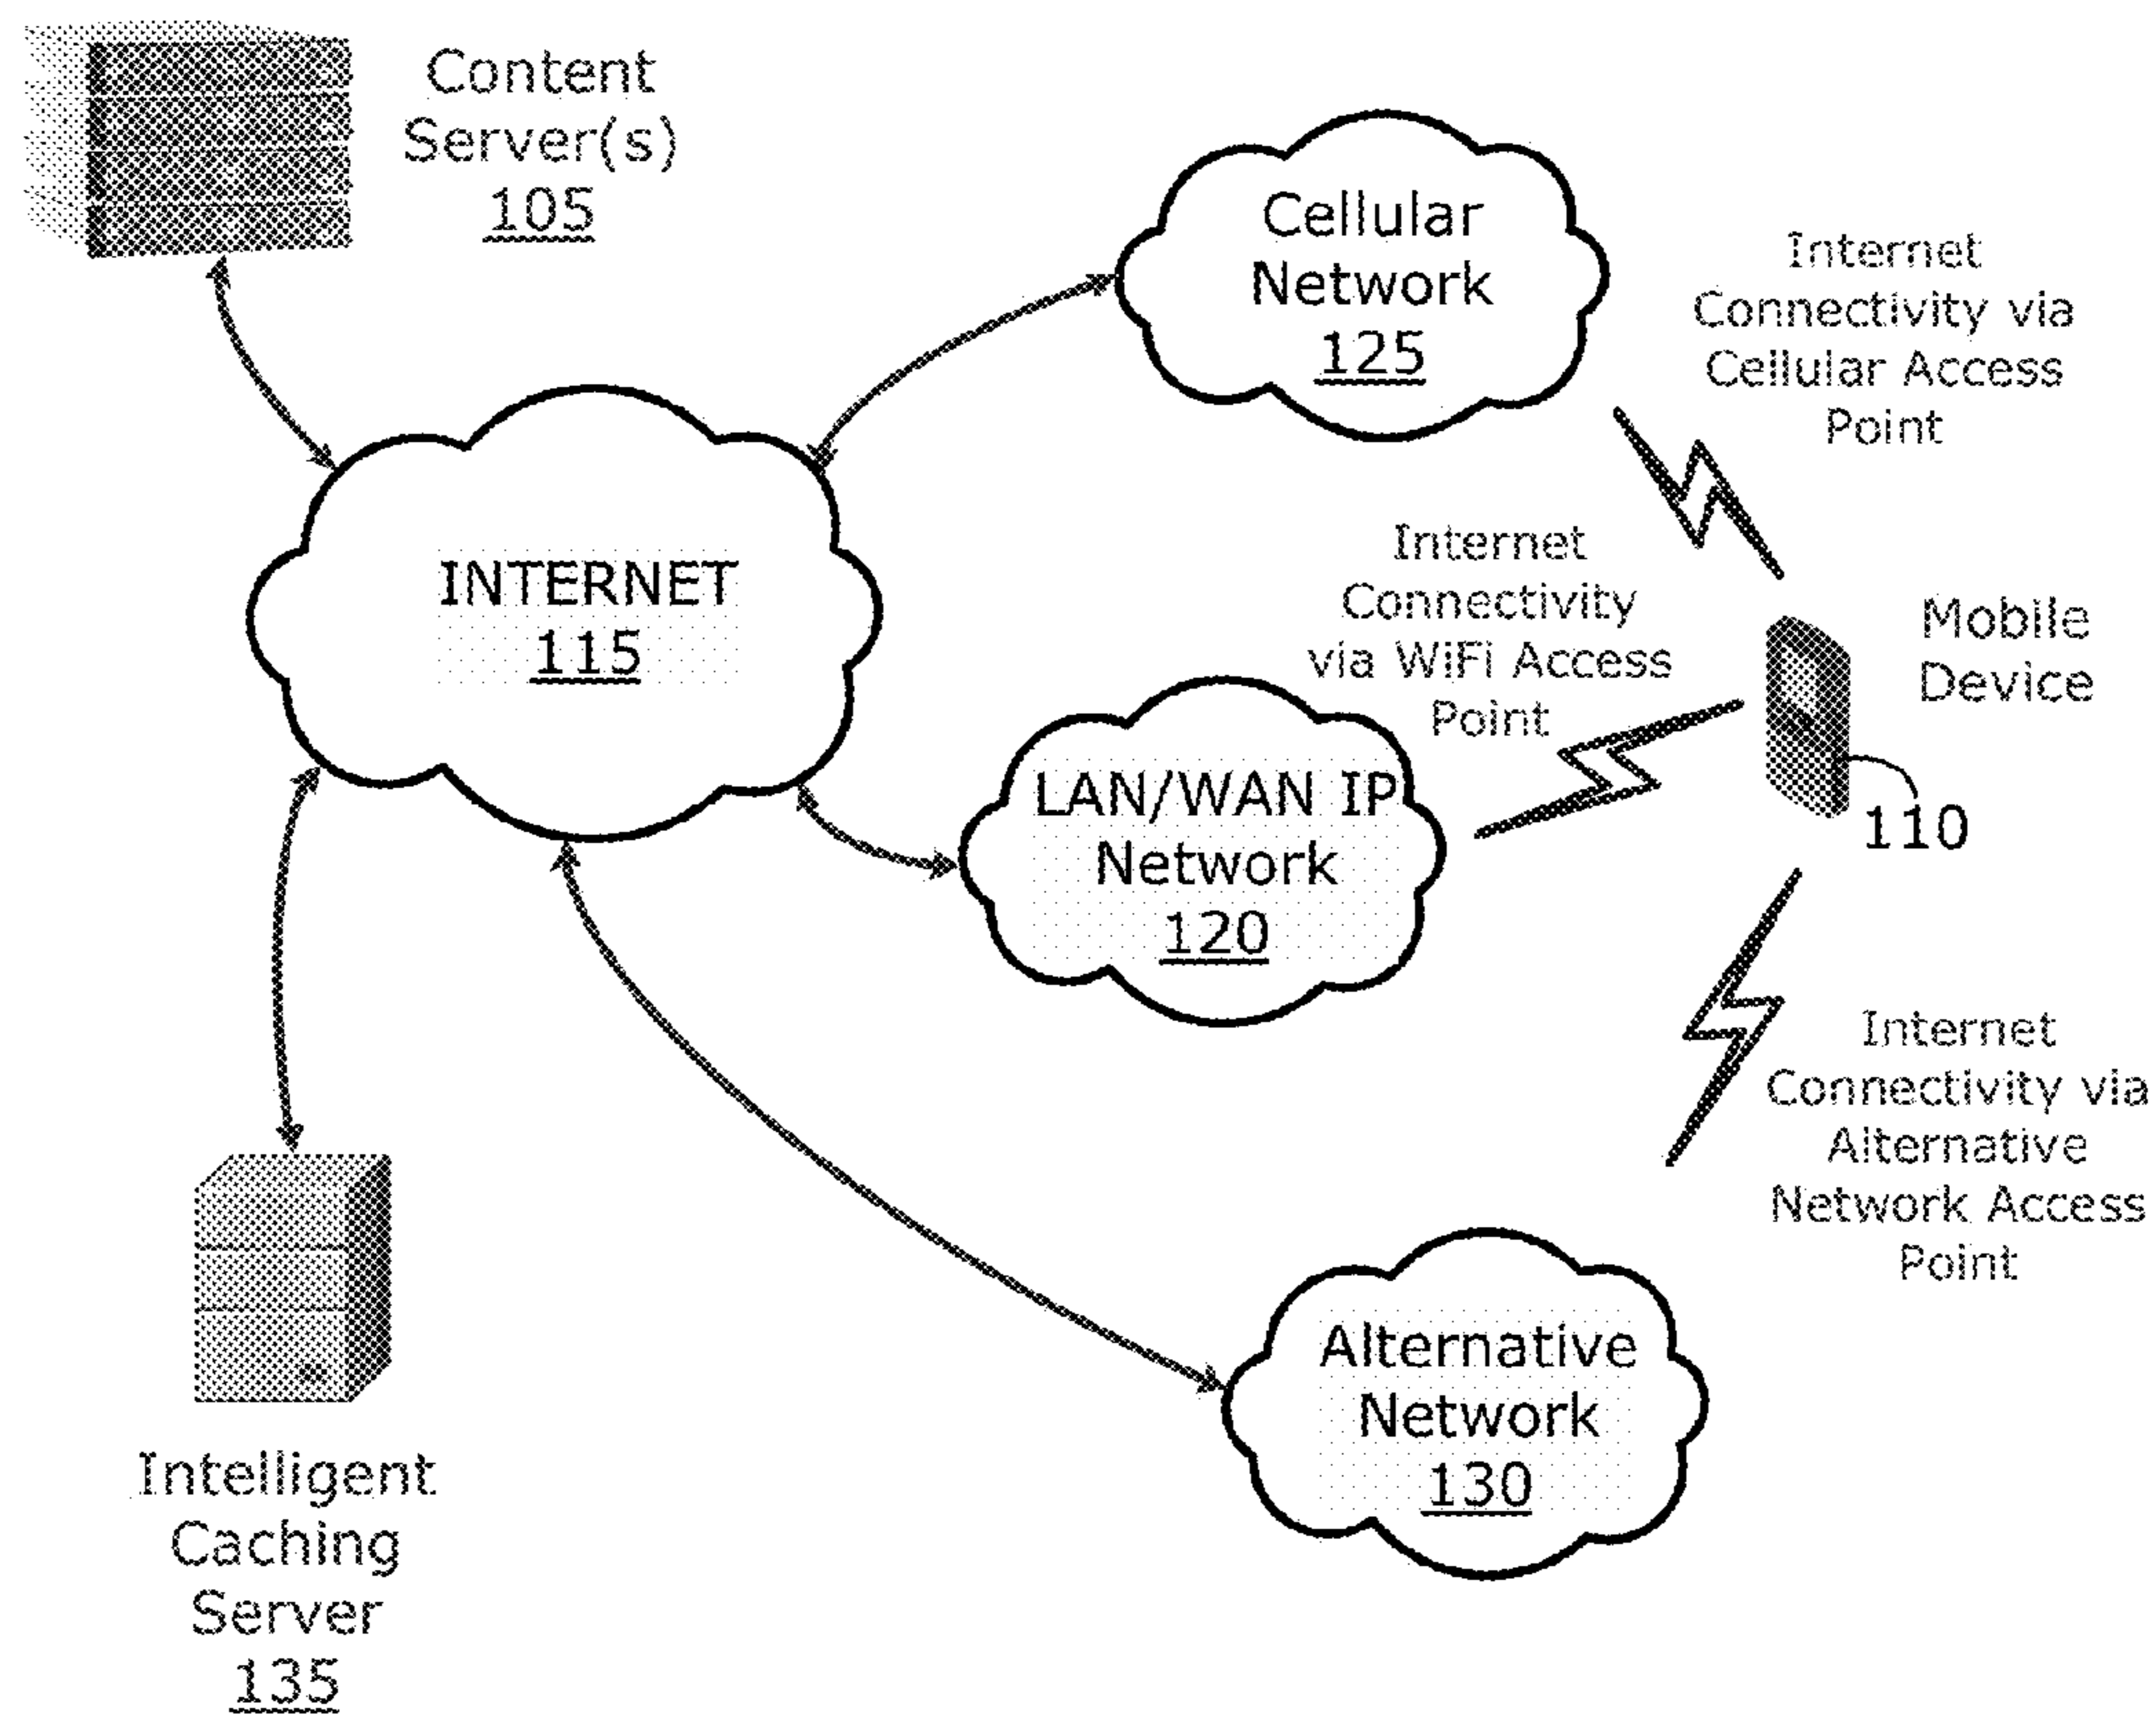 Content
Server(s)
105
Cellular
Network
125
Internet
Connectivity via
Cellular Access
Point
INTERNET
115
Internet
Connectivity
via WiFi Access
Point
Mobile
Device
110
LAN/WAN IP
Network
120
Internet
Connectivity via
Alternative
Network Access
Point
Alternative
Network
130
Intelligent
Caching
Server
135